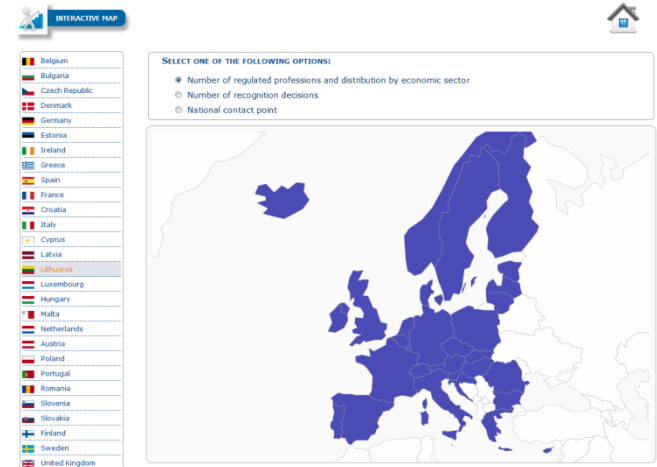 INTERACTIVE MAP
Belgium
Bulgaria
Czech Republic
Denmark
Germany
Estonia
Ireland
Greece
Spain
France
Croatia
Italy
Cyprus
Latvia
Lithuania
Luxembourg
Hungary
Malta
Netherlands
Austria
Poland
Portugal
Romania
Slovenia
Slovakia
Finland
Sweden
United Kingdom
SELECT ONE OF THE FOLLOWING OPTIONS:
Number of regulated professions and distribution by economic sector
Number of recognition decisions
National contact point